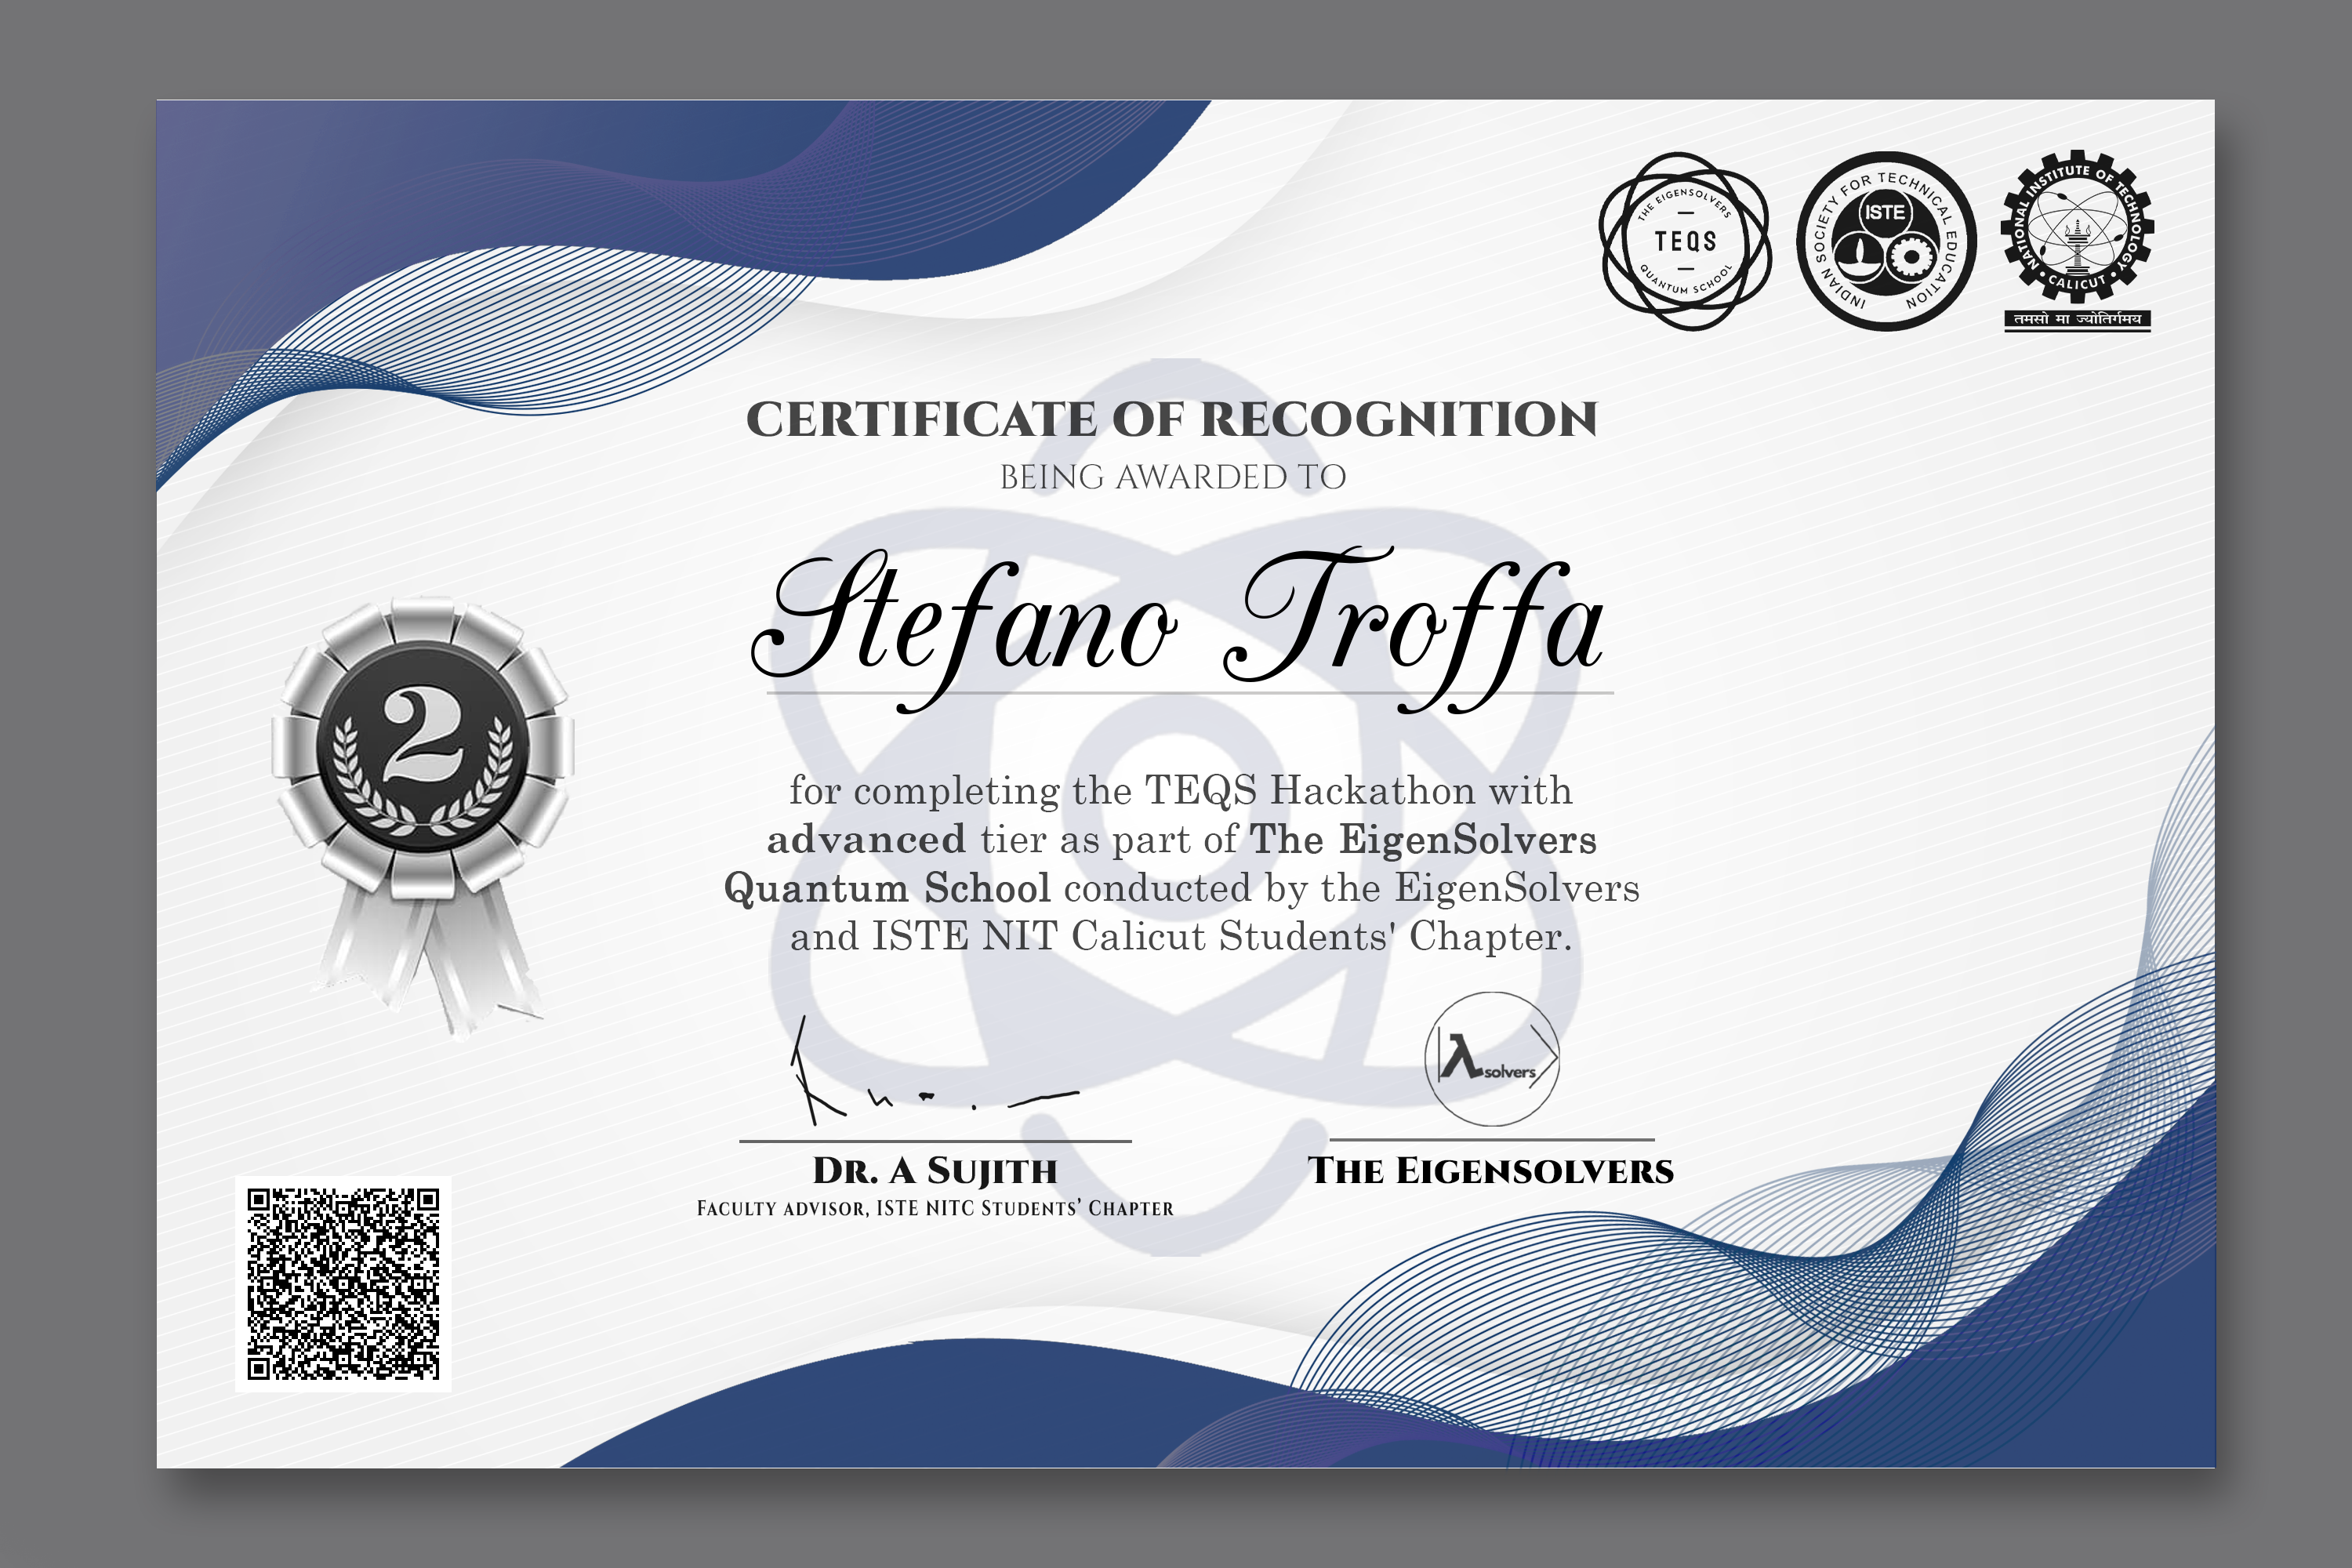 THE EIGENSOLVERS
TEQS
QUANTUM SCHOOL
INDIAN SOCIETY FOR TECHNICAL EDUCATION
ISTE
NATIONAL INSTITUTE OF TECHNOLOGY
• CALICUT •
तमसो मा ज्योतिर्गमय
CERTIFICATE OF RECOGNITION
BEING AWARDED TO
Stefano Troffa
2
for completing the TEQS Hackathon with
advanced tier as part of The EigenSolvers
Quantum School conducted by the EigenSolvers
and ISTE NIT Calicut Students' Chapter.
λsolvers
DR. A SUJITH
FACULTY ADVISOR, ISTE NITC STUDENTS' CHAPTER
THE EIGENSOLVERS